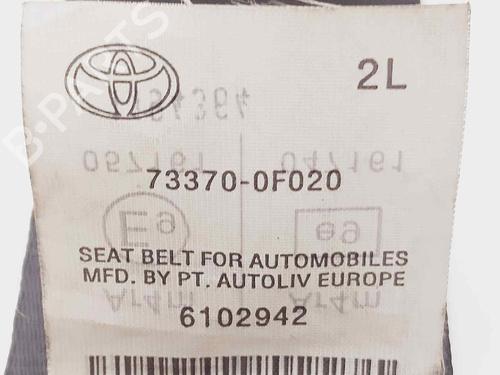 2L
73370-0F020
SEAT BELT FOR AUTOMOBILES
MFD. BY PT. AUTOLIV EUROPE
6102942